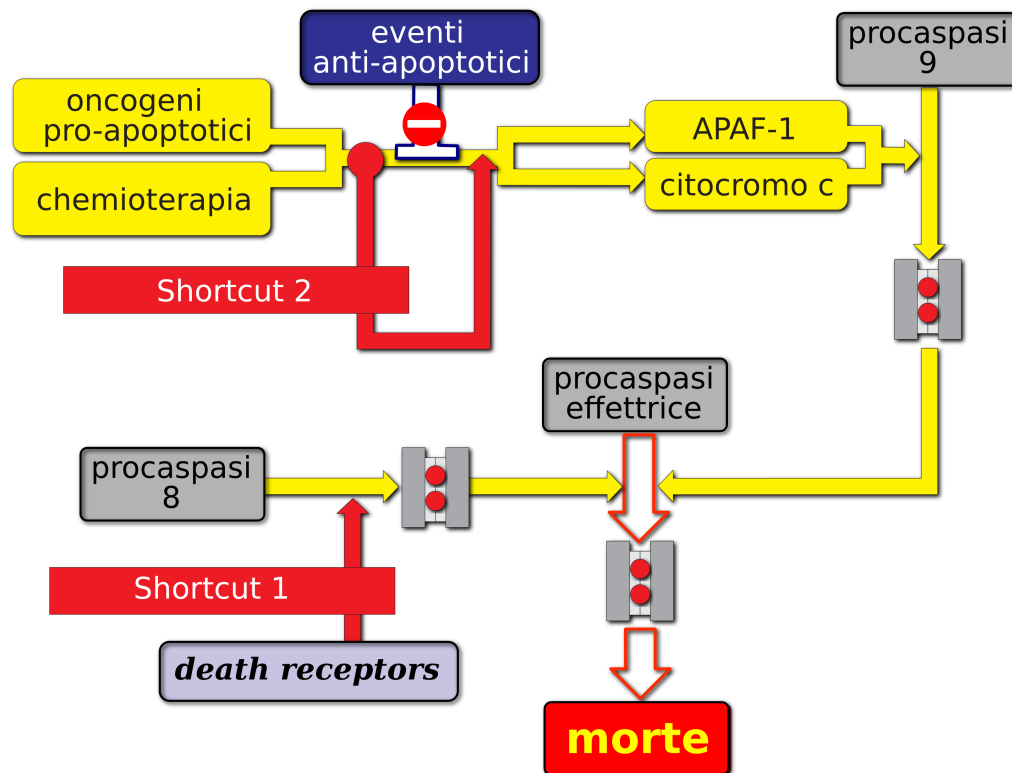 eventi
anti-apoptotici
procaspasi
9
oncogeni
pro-apoptotici
APAF-1
chemioterapia
citocromo c
Shortcut 2
procaspasi
effettrice
procaspasi
8
Shortcut 1
death receptors
morte